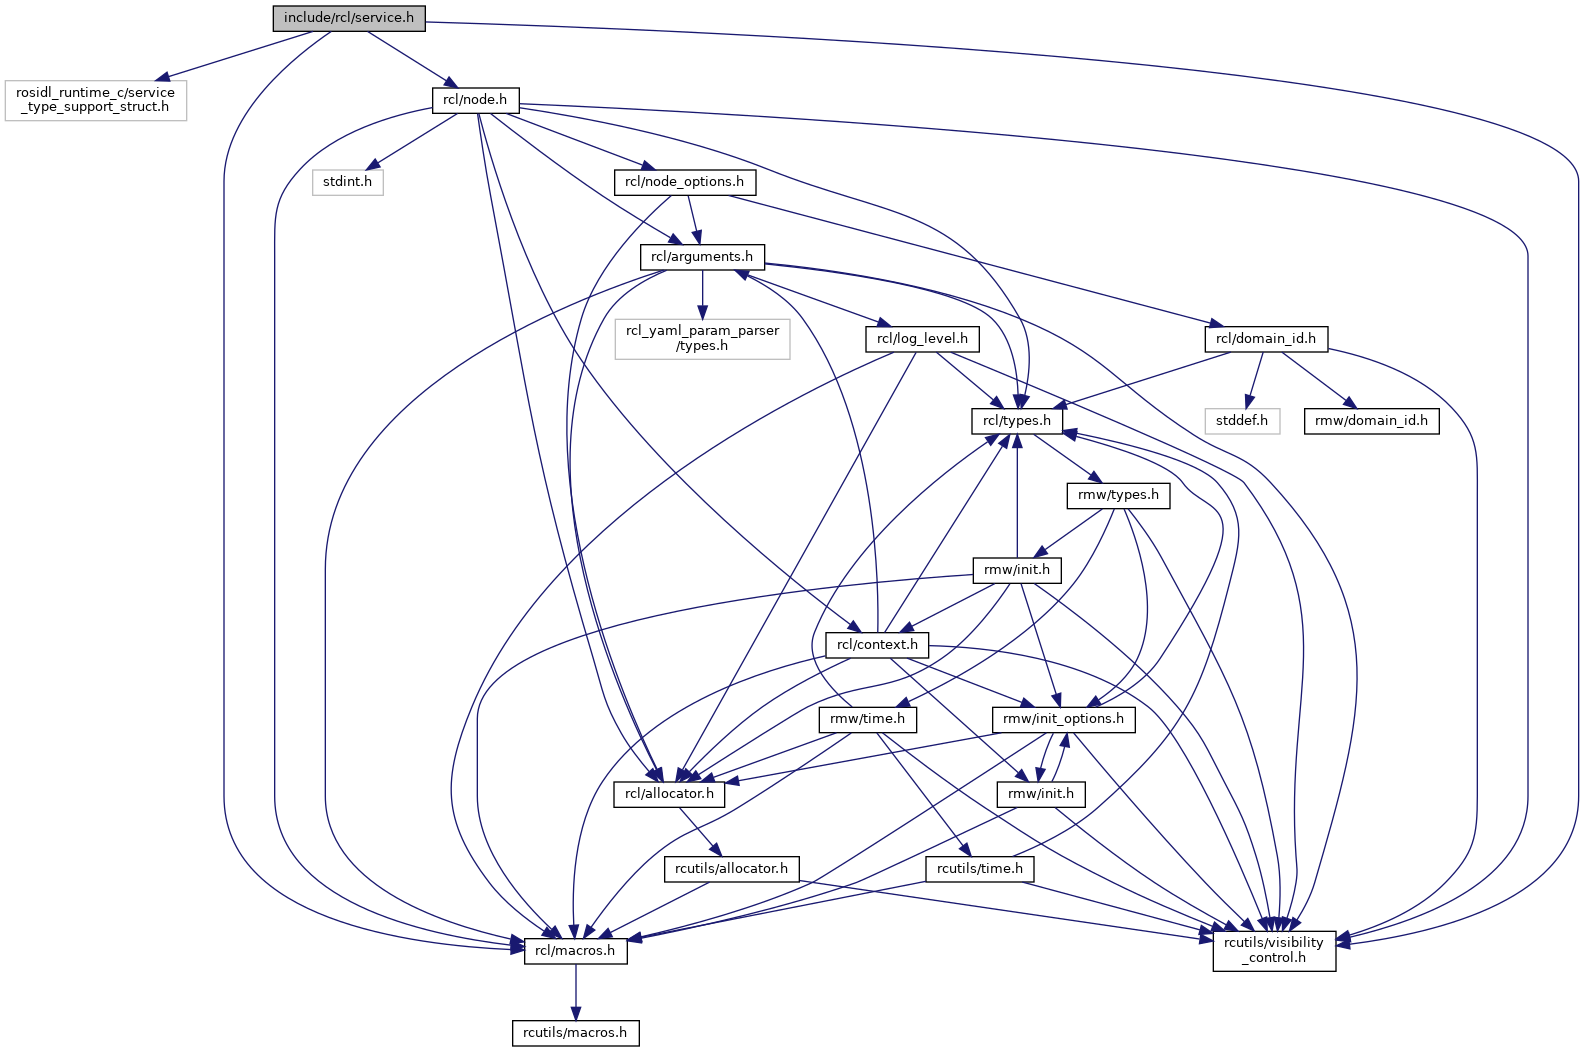 include/rcl/service.h
rosidl_runtime_c/service
_type_support_struct.h
rcl/node.h
stdint.h
rcl/node_options.h
rcl/arguments.h
rcl_yaml_param_parser
/types.h
rcl/log_level.h
rcl/domain_id.h
rcl/types.h
stddef.h
rmw/domain_id.h
rmw/types.h
rmw/init.h
rcl/context.h
rmw/time.h
rmw/init_options.h
rcl/allocator.h
rmw/init.h
rcutils/allocator.h
rcutils/time.h
rcl/macros.h
rcutils/visibility
_control.h
rcutils/macros.h